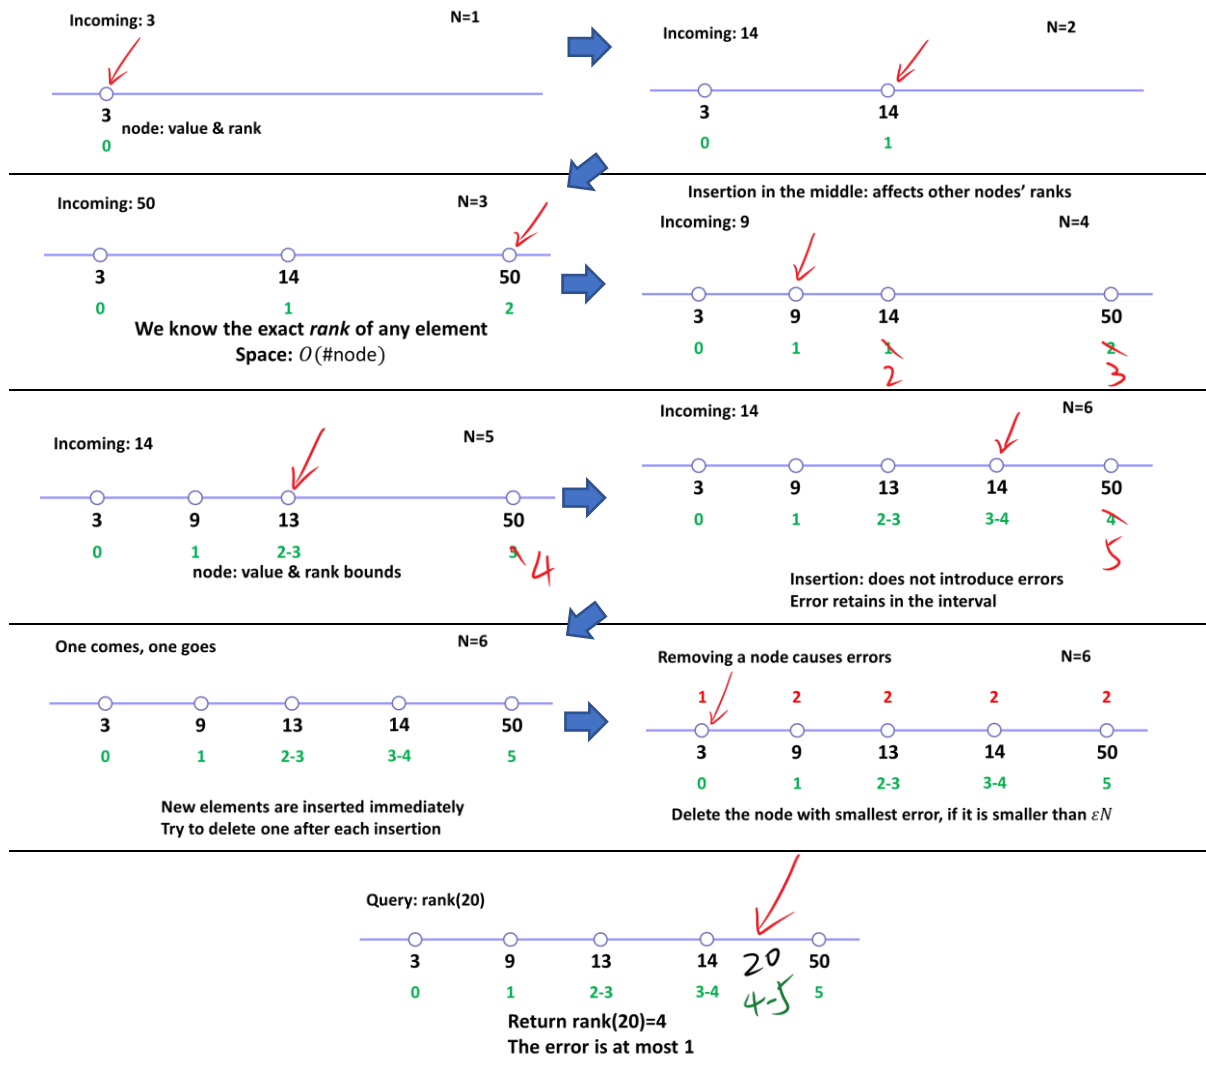 Incoming: 3
N=1
3
node: value & rank
0
Incoming: 14
N=2
3 14
0 1
Incoming: 50
N=3
3 14 50
0 1 2
We know the exact rank of any element
Space: O(#node)
Insertion in the middle: affects other nodes' ranks
Incoming: 9
N=4
3 9 14 50
0 1 1 2
2 3
Incoming: 14
N=5
3 9 13 50
0 1 2-3 3 4
node: value & rank bounds
Incoming: 14
N=6
3 9 13 14 50
0 1 2-3 3-4 4
5
Insertion: does not introduce errors
Error retains in the interval
One comes, one goes
N=6
3 9 13 14 50
0 1 2-3 3-4 5
New elements are inserted immediately
Try to delete one after each insertion
Removing a node causes errors
N=6
1 2 2 2 2
3 9 13 14 50
0 1 2-3 3-4 5
Delete the node with smallest error, if it is smaller than εN
Query: rank(20)
3 9 13 14 20 50
0 1 2-3 3-4 4-5 5
Return rank(20)=4
The error is at most 1